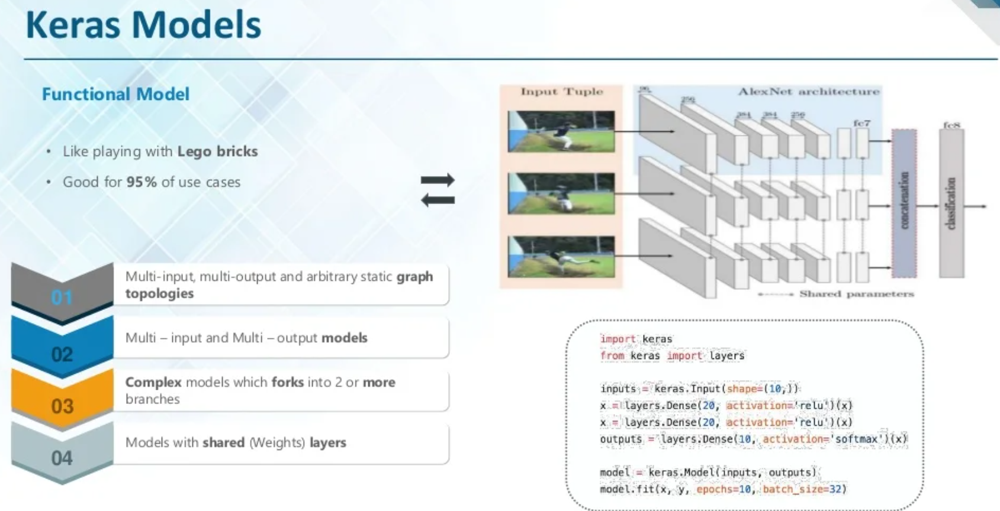 Keras Models
Functional Model
• Like playing with Lego bricks
• Good for 95% of use cases
01
Multi-input, multi-output and arbitrary static graph
topologies
02
Multi – input and Multi – output models
03
Complex models which forks into 2 or more
branches
04
Models with shared (Weights) layers
Input Tuple
AlexNet architecture
96
256
384
384
256
fc7
fc8
concatenation
classification
Shared parameters
import keras
from keras import layers
inputs = keras.Input(shape=(10,))
x = layers.Dense(20, activation='relu')(x)
x = layers.Dense(20, activation='relu')(x)
outputs = layers.Dense(10, activation='softmax')(x)
model = keras.Model(inputs, outputs)
model.fit(x, y, epochs=10, batch_size=32)